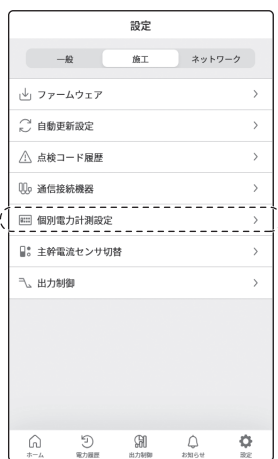 設定
一般 施工 ネットワーク
ファームウェア
自動更新設定
点検コード履歴
通信接続機器
個別電力計測設定
主幹電流センサ切替
出力制御
ホーム 電力履歴 出力制御 お知らせ 設定